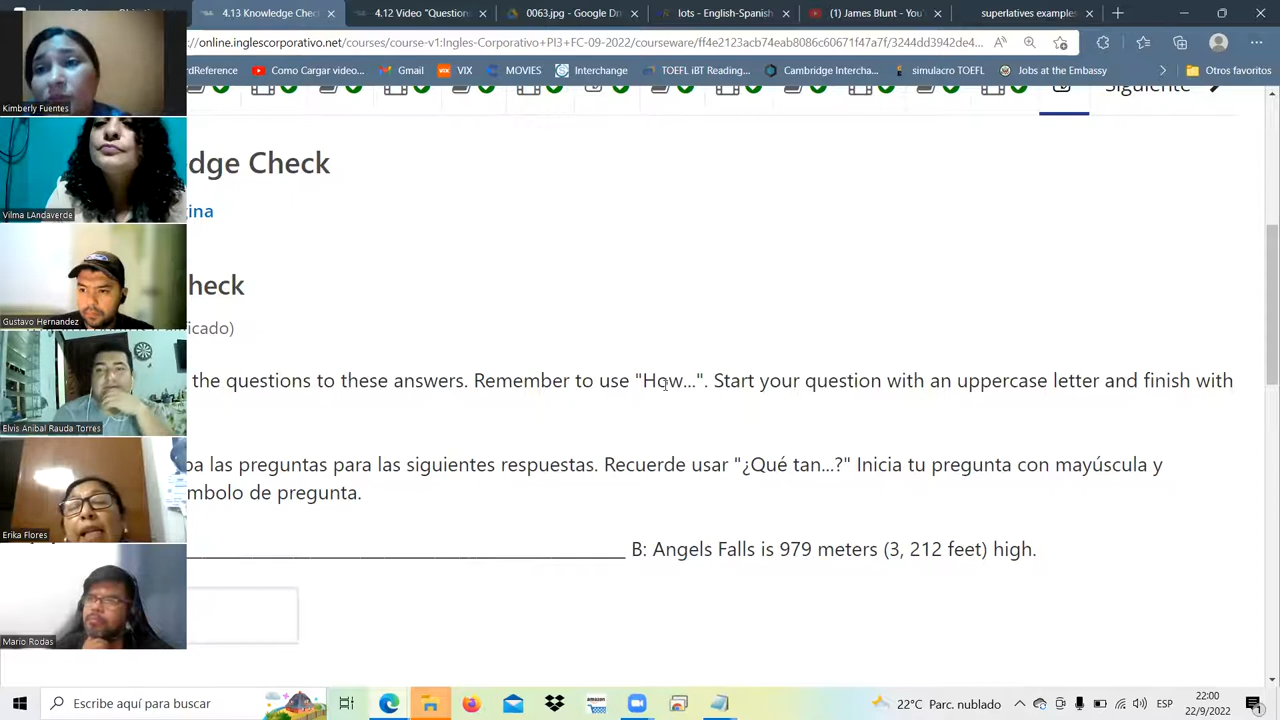 4.13 Knowledge Check
4.12 Video "Question
0063.jpg - Google Dri
lots - English-Spanish
(1) James Blunt - You
superlatives examples
//online.inglescorporativo.net/courses/course-v1:Ingles-Corporativo+PI3+FC-09-2022/courseware/ff4e2123acb74eab8086c60671f47a7f/3244dd3942de4...
rdReference
Como Cargar video...
Gmail
VIX
MOVIES
Interchange
TOEFL iBT Reading...
Cambridge Intercha...
simulacro TOEFL
Jobs at the Embassy
Otros favoritos
Siguiente
Kimberly Fuentes
dge Check
Vilma LAndaverde
ina
heck
Gustavo Hernandez
icado)
the questions to these answers. Remember to use "How...". Start your question with an uppercase letter and finish with
Elvis Anibal Rauda Torres
ba las preguntas para las siguientes respuestas. Recuerde usar "¿Qué tan...?" Inicia tu pregunta con mayúscula y
mbolo de pregunta.
Erika Flores
B: Angels Falls is 979 meters (3, 212 feet) high.
Mario Rodas
Escribe aquí para buscar
22°C Parc. nublado
ESP
22:00
22/9/2022
1